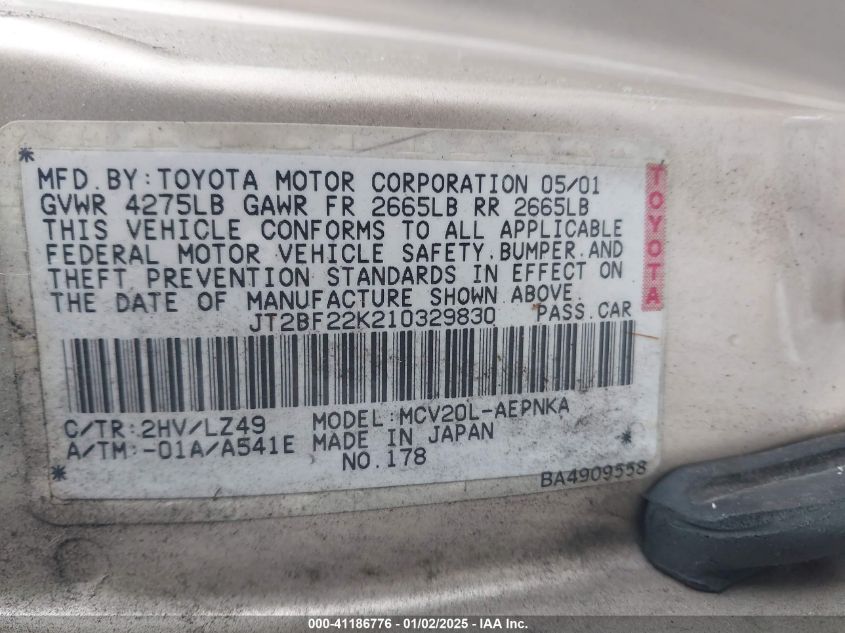 MFD.BY:TOYOTA MOTOR CORPORATION 05/01
GVWR 4275LB GAWR FR 2665LB RR 2665LB
THIS VEHICLE CONFORMS TO ALL APPLICABLE
FEDERAL MOTOR VEHICLE SAFETY,BUMPER,AND
THEFT PREVENTION STANDARDS IN EFFECT ON
THE DATE OF MANUFACTURE SHOWN ABOVE.
JT2BF22K210329830 PASS.CAR
TOYOTA
C/TR:2HV/LZ49 MODEL:MCV20L-AEPNKA
A/TM:-01A/A541E MADE IN JAPAN
NO.178
BA4909558
000-41186776 - 01/02/2025 - IAA Inc.